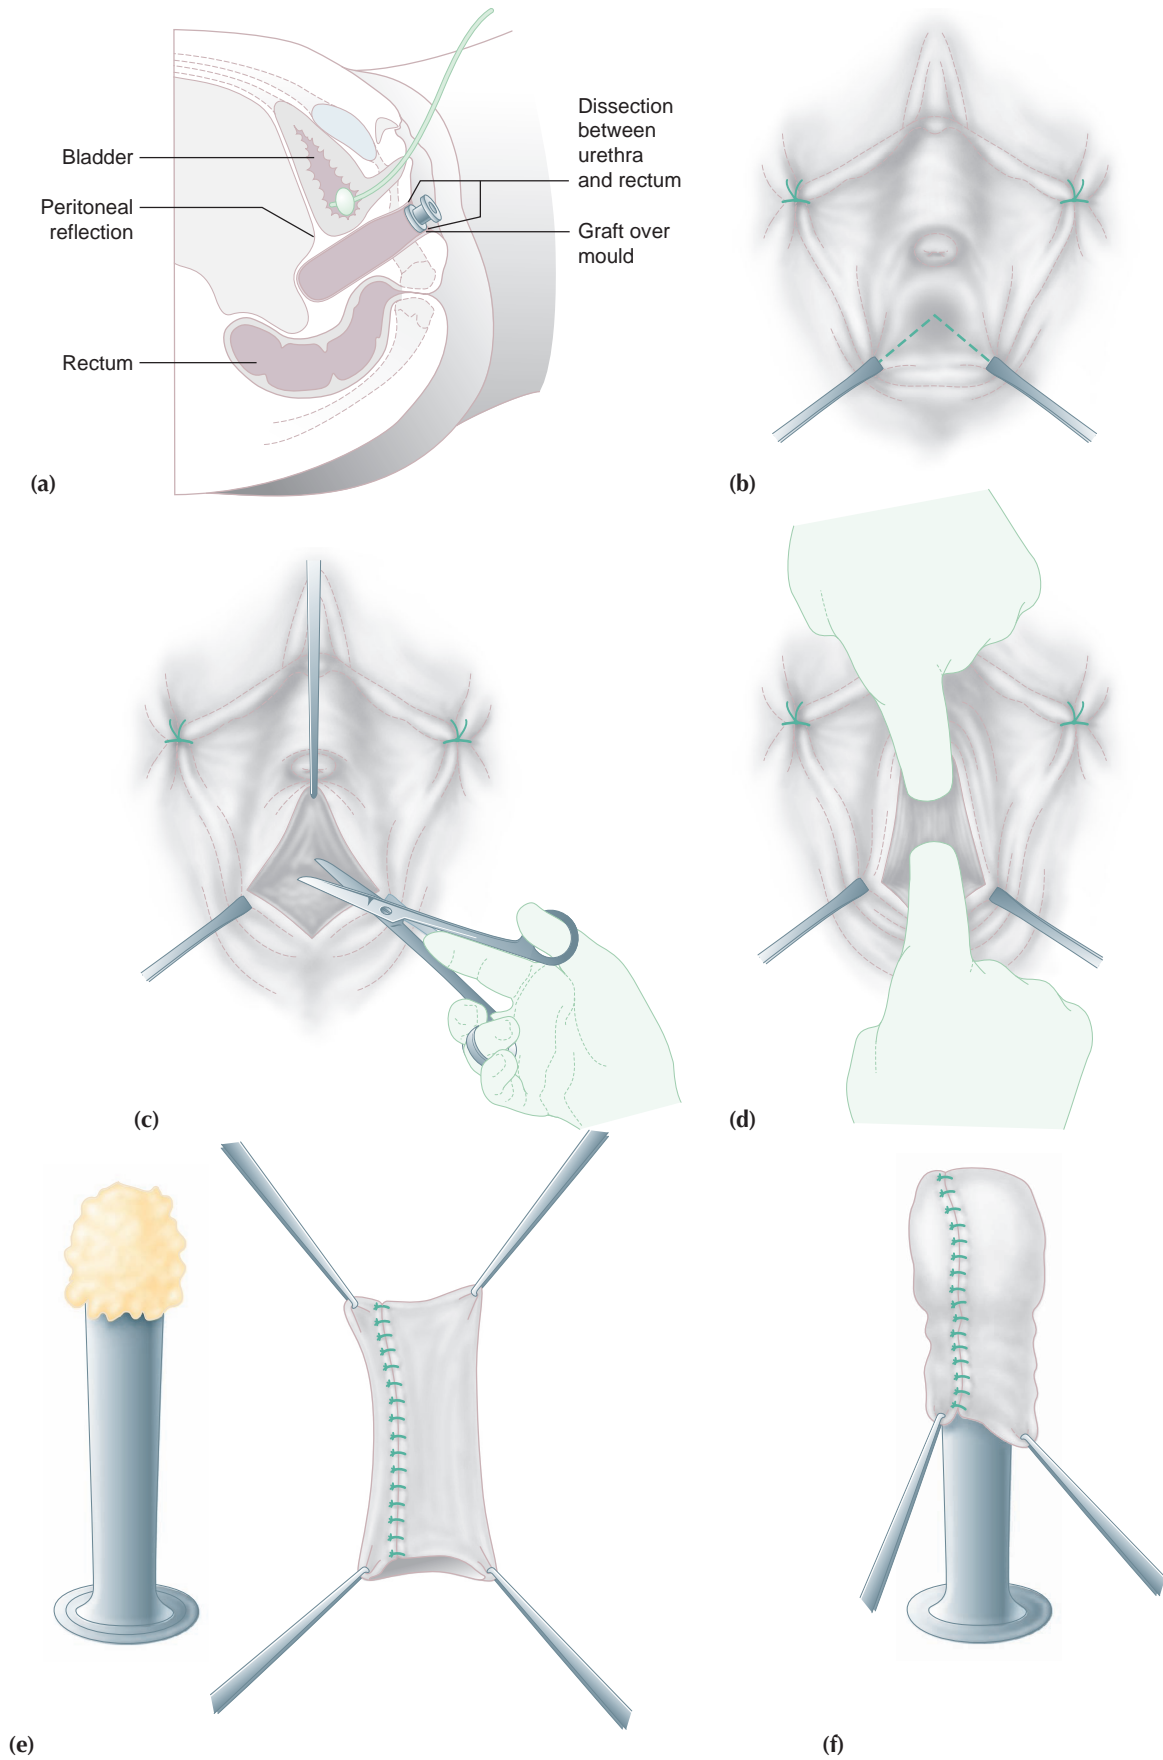 Bladder
Peritoneal
reflection
Rectum
Dissection
between
urethra
and rectum
Graft over
mould
(a)
(b)
(c)
(d)
(e)
(f)